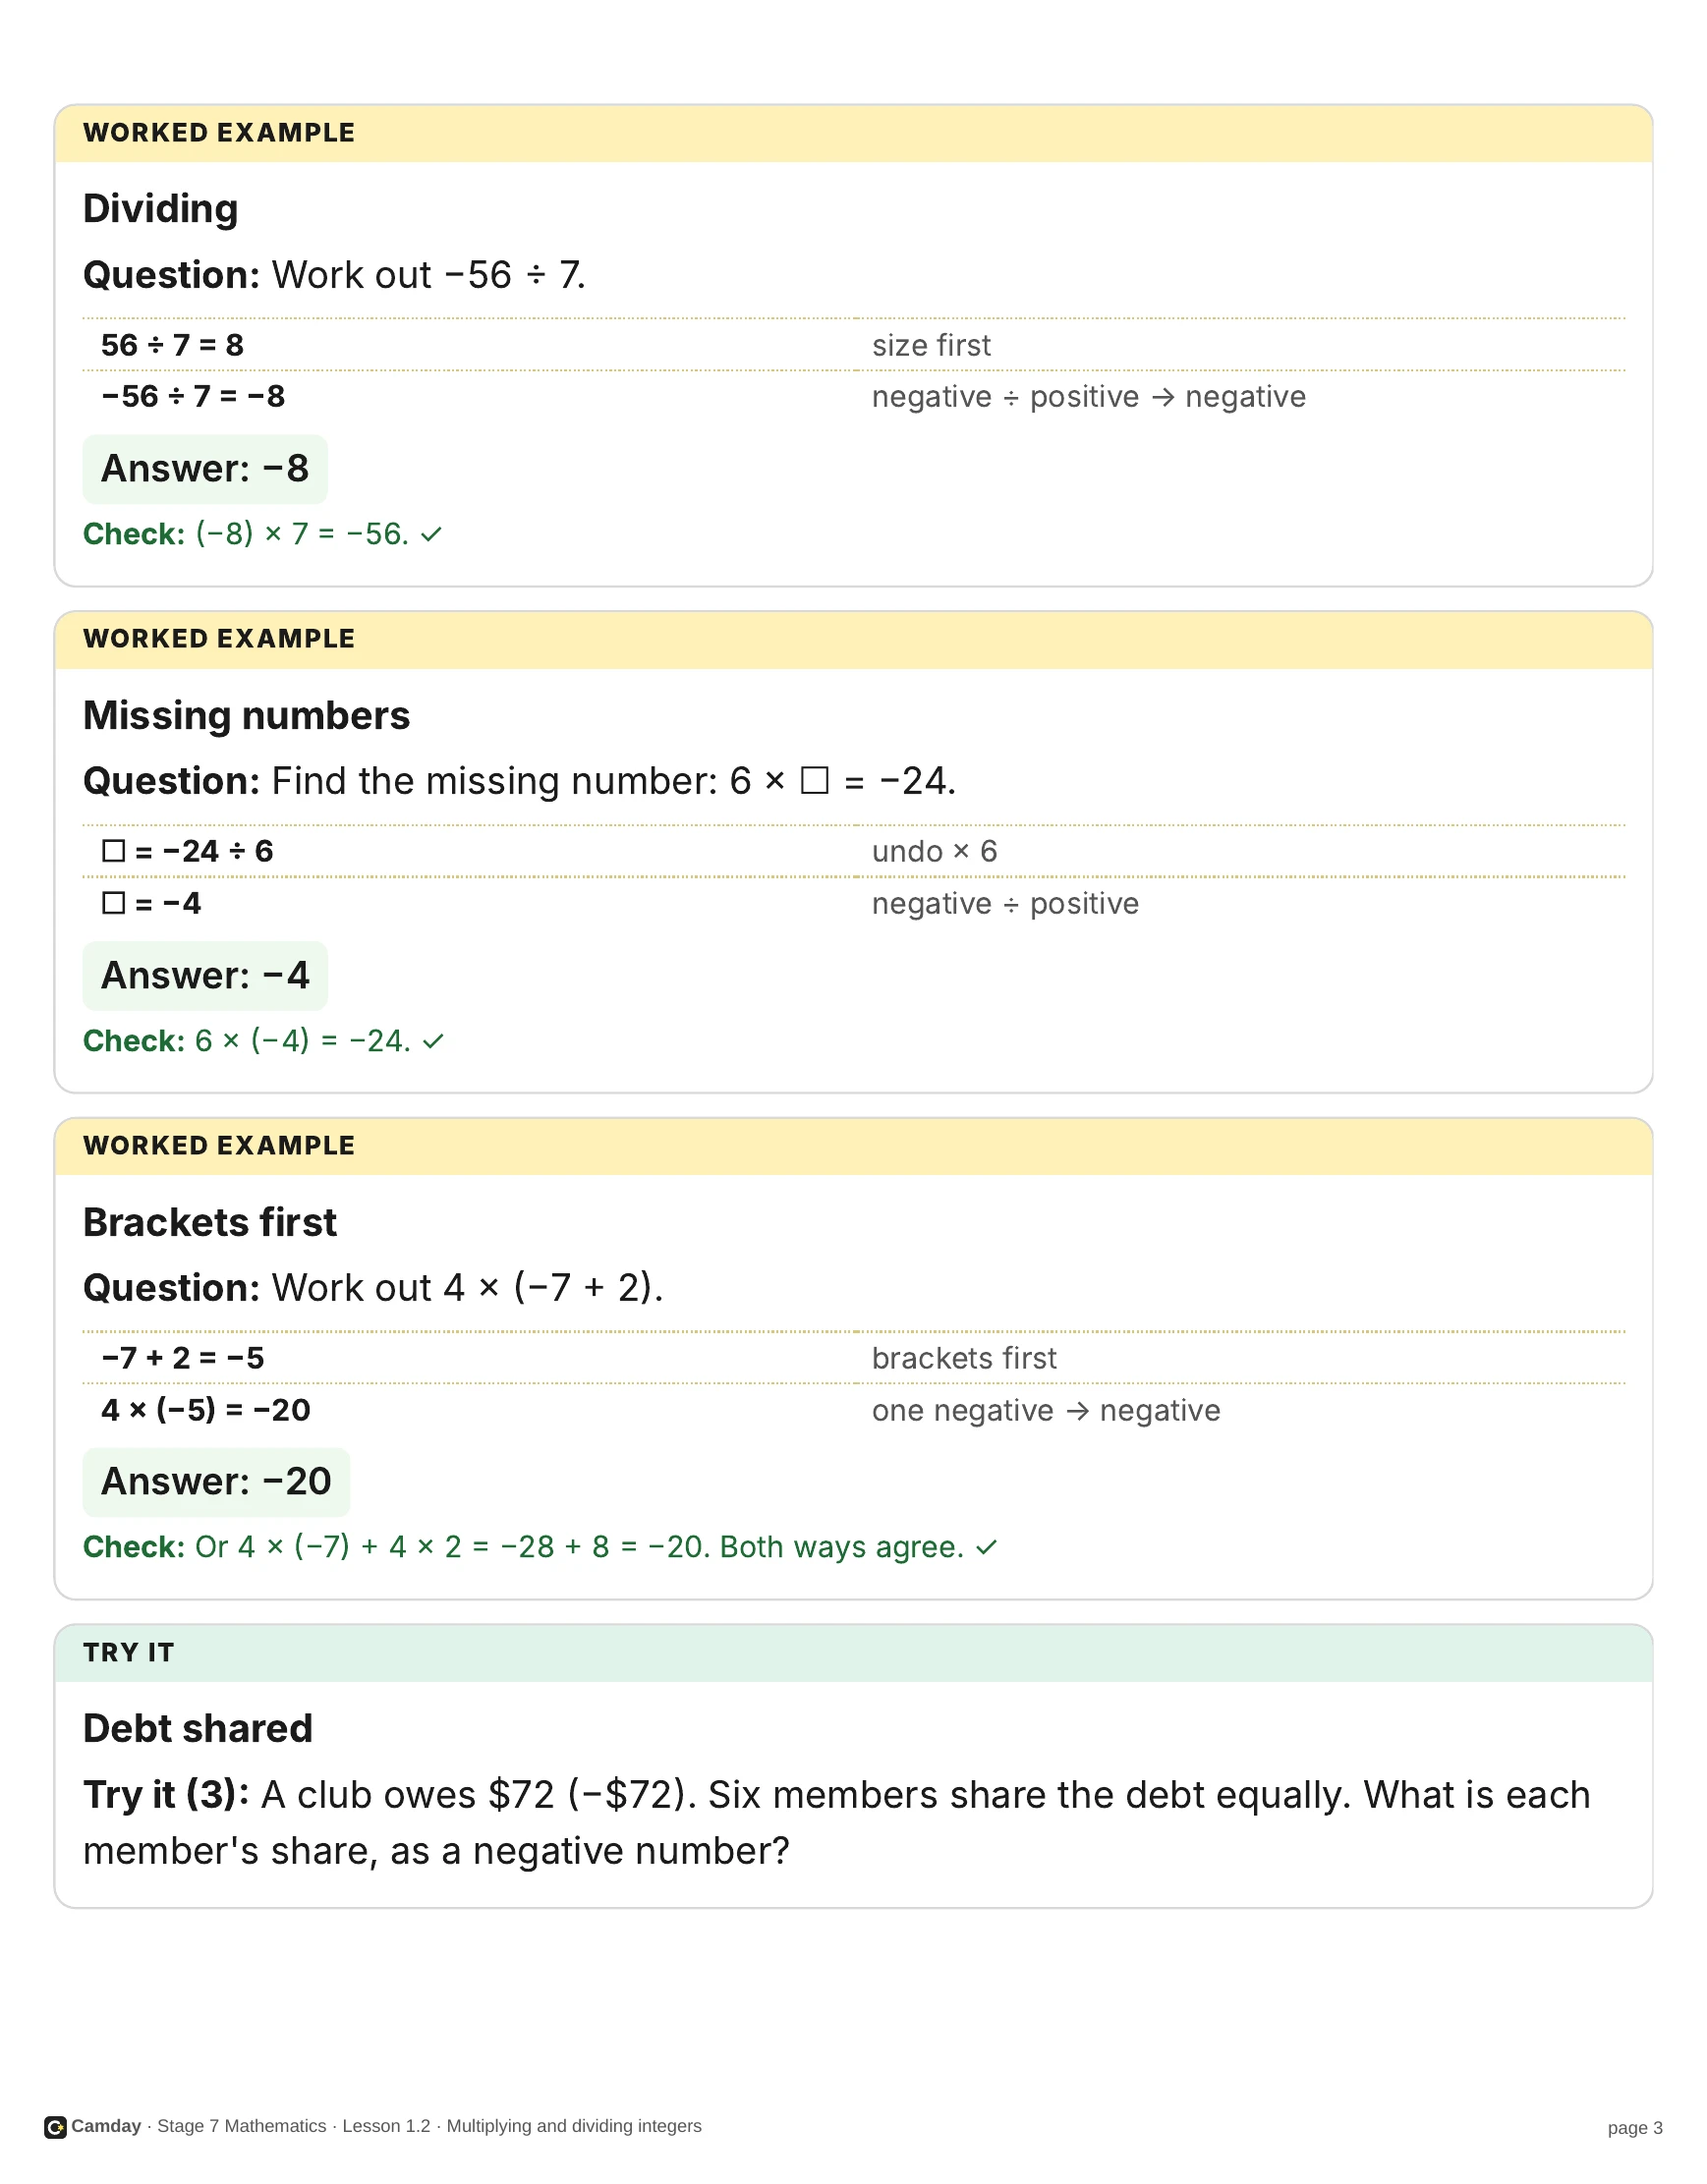 WORKED EXAMPLE
Dividing
Question: Work out −56 ÷ 7.
56 ÷ 7 = 8 size first
−56 ÷ 7 = −8 negative ÷ positive → negative
Answer: −8
Check: (−8) × 7 = −56. ✓
WORKED EXAMPLE
Missing numbers
Question: Find the missing number: 6 × □ = −24.
□ = −24 ÷ 6 undo × 6
□ = −4 negative ÷ positive
Answer: −4
Check: 6 × (−4) = −24. ✓
WORKED EXAMPLE
Brackets first
Question: Work out 4 × (−7 + 2).
−7 + 2 = −5 brackets first
4 × (−5) = −20 one negative → negative
Answer: −20
Check: Or 4 × (−7) + 4 × 2 = −28 + 8 = −20. Both ways agree. ✓
TRY IT
Debt shared
Try it (3): A club owes $72 (−$72). Six members share the debt equally. What is each
member's share, as a negative number?
Camday · Stage 7 Mathematics · Lesson 1.2 · Multiplying and dividing integers page 3